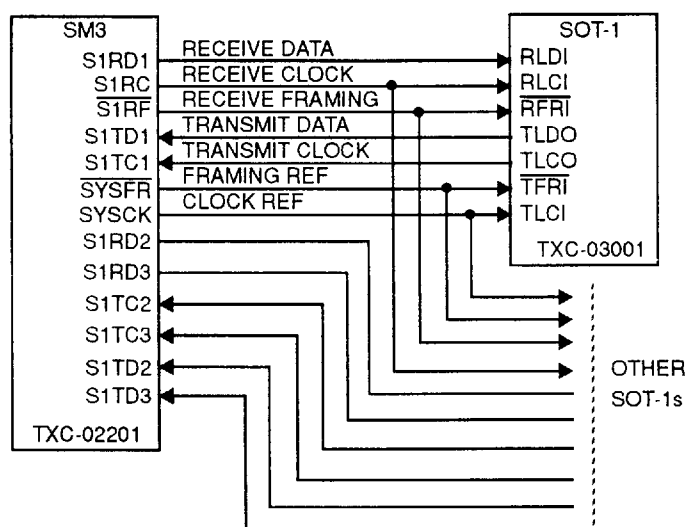 SM3
SOT-1
S1RD1 RECEIVE DATA RLDI
S1RC RECEIVE CLOCK RLCI
S1RF RECEIVE FRAMING RFRI
S1TD1 TRANSMIT DATA TLDO
S1TC1 TRANSMIT CLOCK TLCO
SYSFR FRAMING REF TFRI
SYSCK CLOCK REF TLCI
S1RD2
TXC-03001
S1RD3
S1TC2
S1TC3
S1TD2
OTHER
S1TD3
SOT-1s
TXC-02201